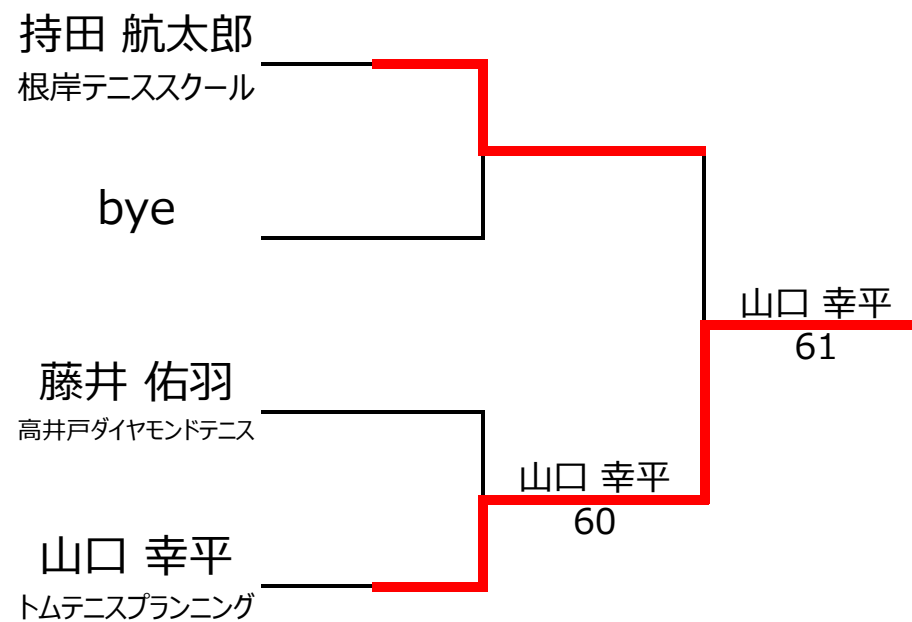 持田 航太郎
根岸テニススクール
bye
山口 幸平
61
藤井 佑羽
高井戸ダイヤモンドテニス
山口 幸平
60
山口 幸平
トムテニスプランニング